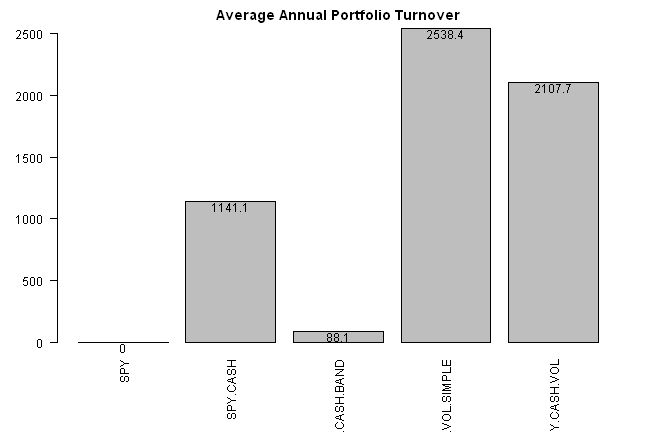 Average Annual Portfolio Turnover
2500
2000
1500
1000
500
0
0
1141.1
88.1
2538.4
2107.7
SPY
SPY.CASH
.CASH.BAND
.VOL.SIMPLE
Y.CASH.VOL